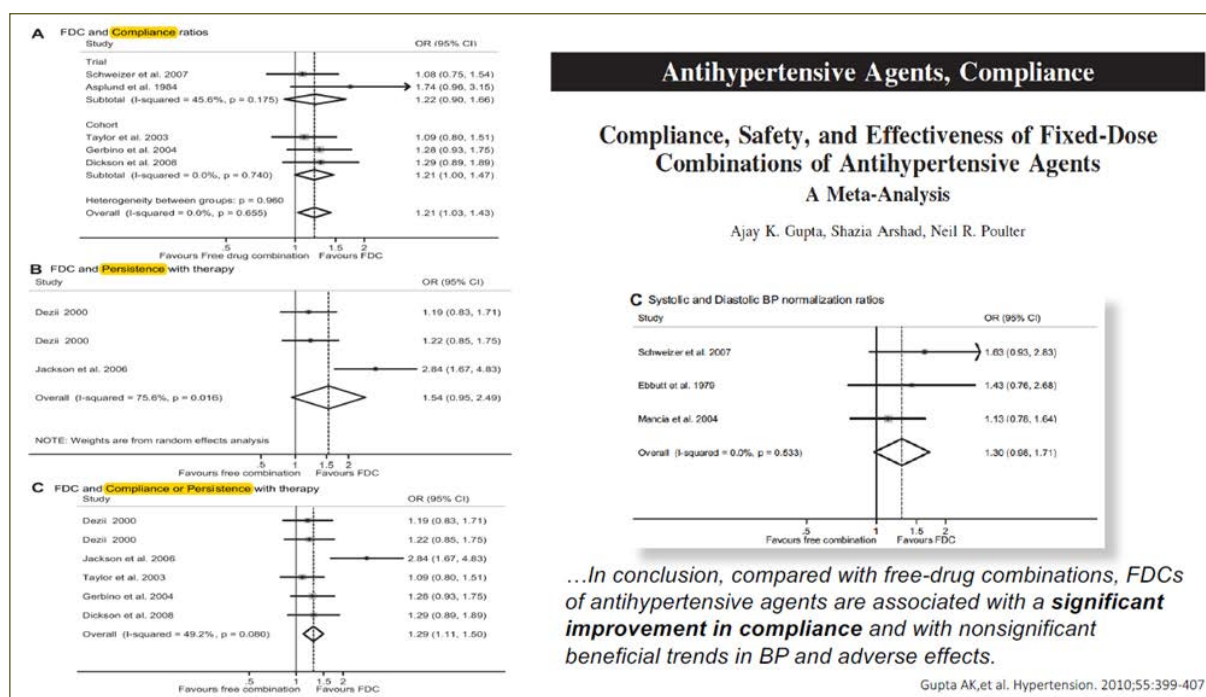 A FDC and Compliance ratios
Study OR (95% CI)
Trial
Schweizer et al. 2007 1.08 (0.75, 1.54)
Asplund et al. 1984 1.74 (0.96, 3.15)
Subtotal (I-squared = 45.6%, p = 0.175) 1.22 (0.90, 1.66)
Cohort
Taylor et al. 2003 1.09 (0.80, 1.51)
Gerbino et al. 2004 1.28 (0.93, 1.75)
Dickson et al. 2008 1.29 (0.89, 1.89)
Subtotal (I-squared = 0.0%, p = 0.740) 1.21 (1.00, 1.47)
Heterogeneity between groups: p = 0.960
Overall (I-squared = 0.0%, p = 0.655) 1.21 (1.03, 1.43)
.5 1 1.5 2
Favours Free drug combination Favours FDC
B FDC and Persistence with therapy
Study OR (95% CI)
Dezii 2000 1.19 (0.83, 1.71)
Dezii 2000 1.22 (0.85, 1.75)
Jackson et al. 2006 2.84 (1.67, 4.83)
Overall (I-squared = 75.6%, p = 0.016) 1.54 (0.95, 2.49)
NOTE: Weights are from random effects analysis
.5 1 1.5 2
Favours free combination Favours FDC
C FDC and Compliance or Persistence with therapy
Study OR (95% CI)
Dezii 2000 1.19 (0.83, 1.71)
Dezii 2000 1.22 (0.85, 1.75)
Jackson et al. 2006 2.84 (1.67, 4.83)
Taylor et al. 2003 1.09 (0.80, 1.51)
Gerbino et al. 2004 1.28 (0.93, 1.75)
Dickson et al. 2008 1.29 (0.89, 1.89)
Overall (I-squared = 49.2%, p = 0.080) 1.29 (1.11, 1.50)
.5 1 1.5 2
Favours free combination Favours FDC
Antihypertensive Agents, Compliance
Compliance, Safety, and Effectiveness of Fixed-Dose
Combinations of Antihypertensive Agents
A Meta-Analysis
Ajay K. Gupta, Shazia Arshad, Neil R. Poulter
C Systolic and Diastolic BP normalization ratios
Study OR (95% CI)
Schweizer et al. 2007 1.63 (0.93, 2.83)
Ebbutt et al. 1979 1.43 (0.76, 2.68)
Mancia et al. 2004 1.13 (0.78, 1.64)
Overall (I-squared = 0.0%, p = 0.533) 1.30 (0.98, 1.71)
.5 1 1.5 2
Favours free combination Favours FDC
...In conclusion, compared with free-drug combinations, FDCs
of antihypertensive agents are associated with a significant
improvement in compliance and with nonsignificant
beneficial trends in BP and adverse effects.
Gupta AK,et al. Hypertension. 2010;55:399-407